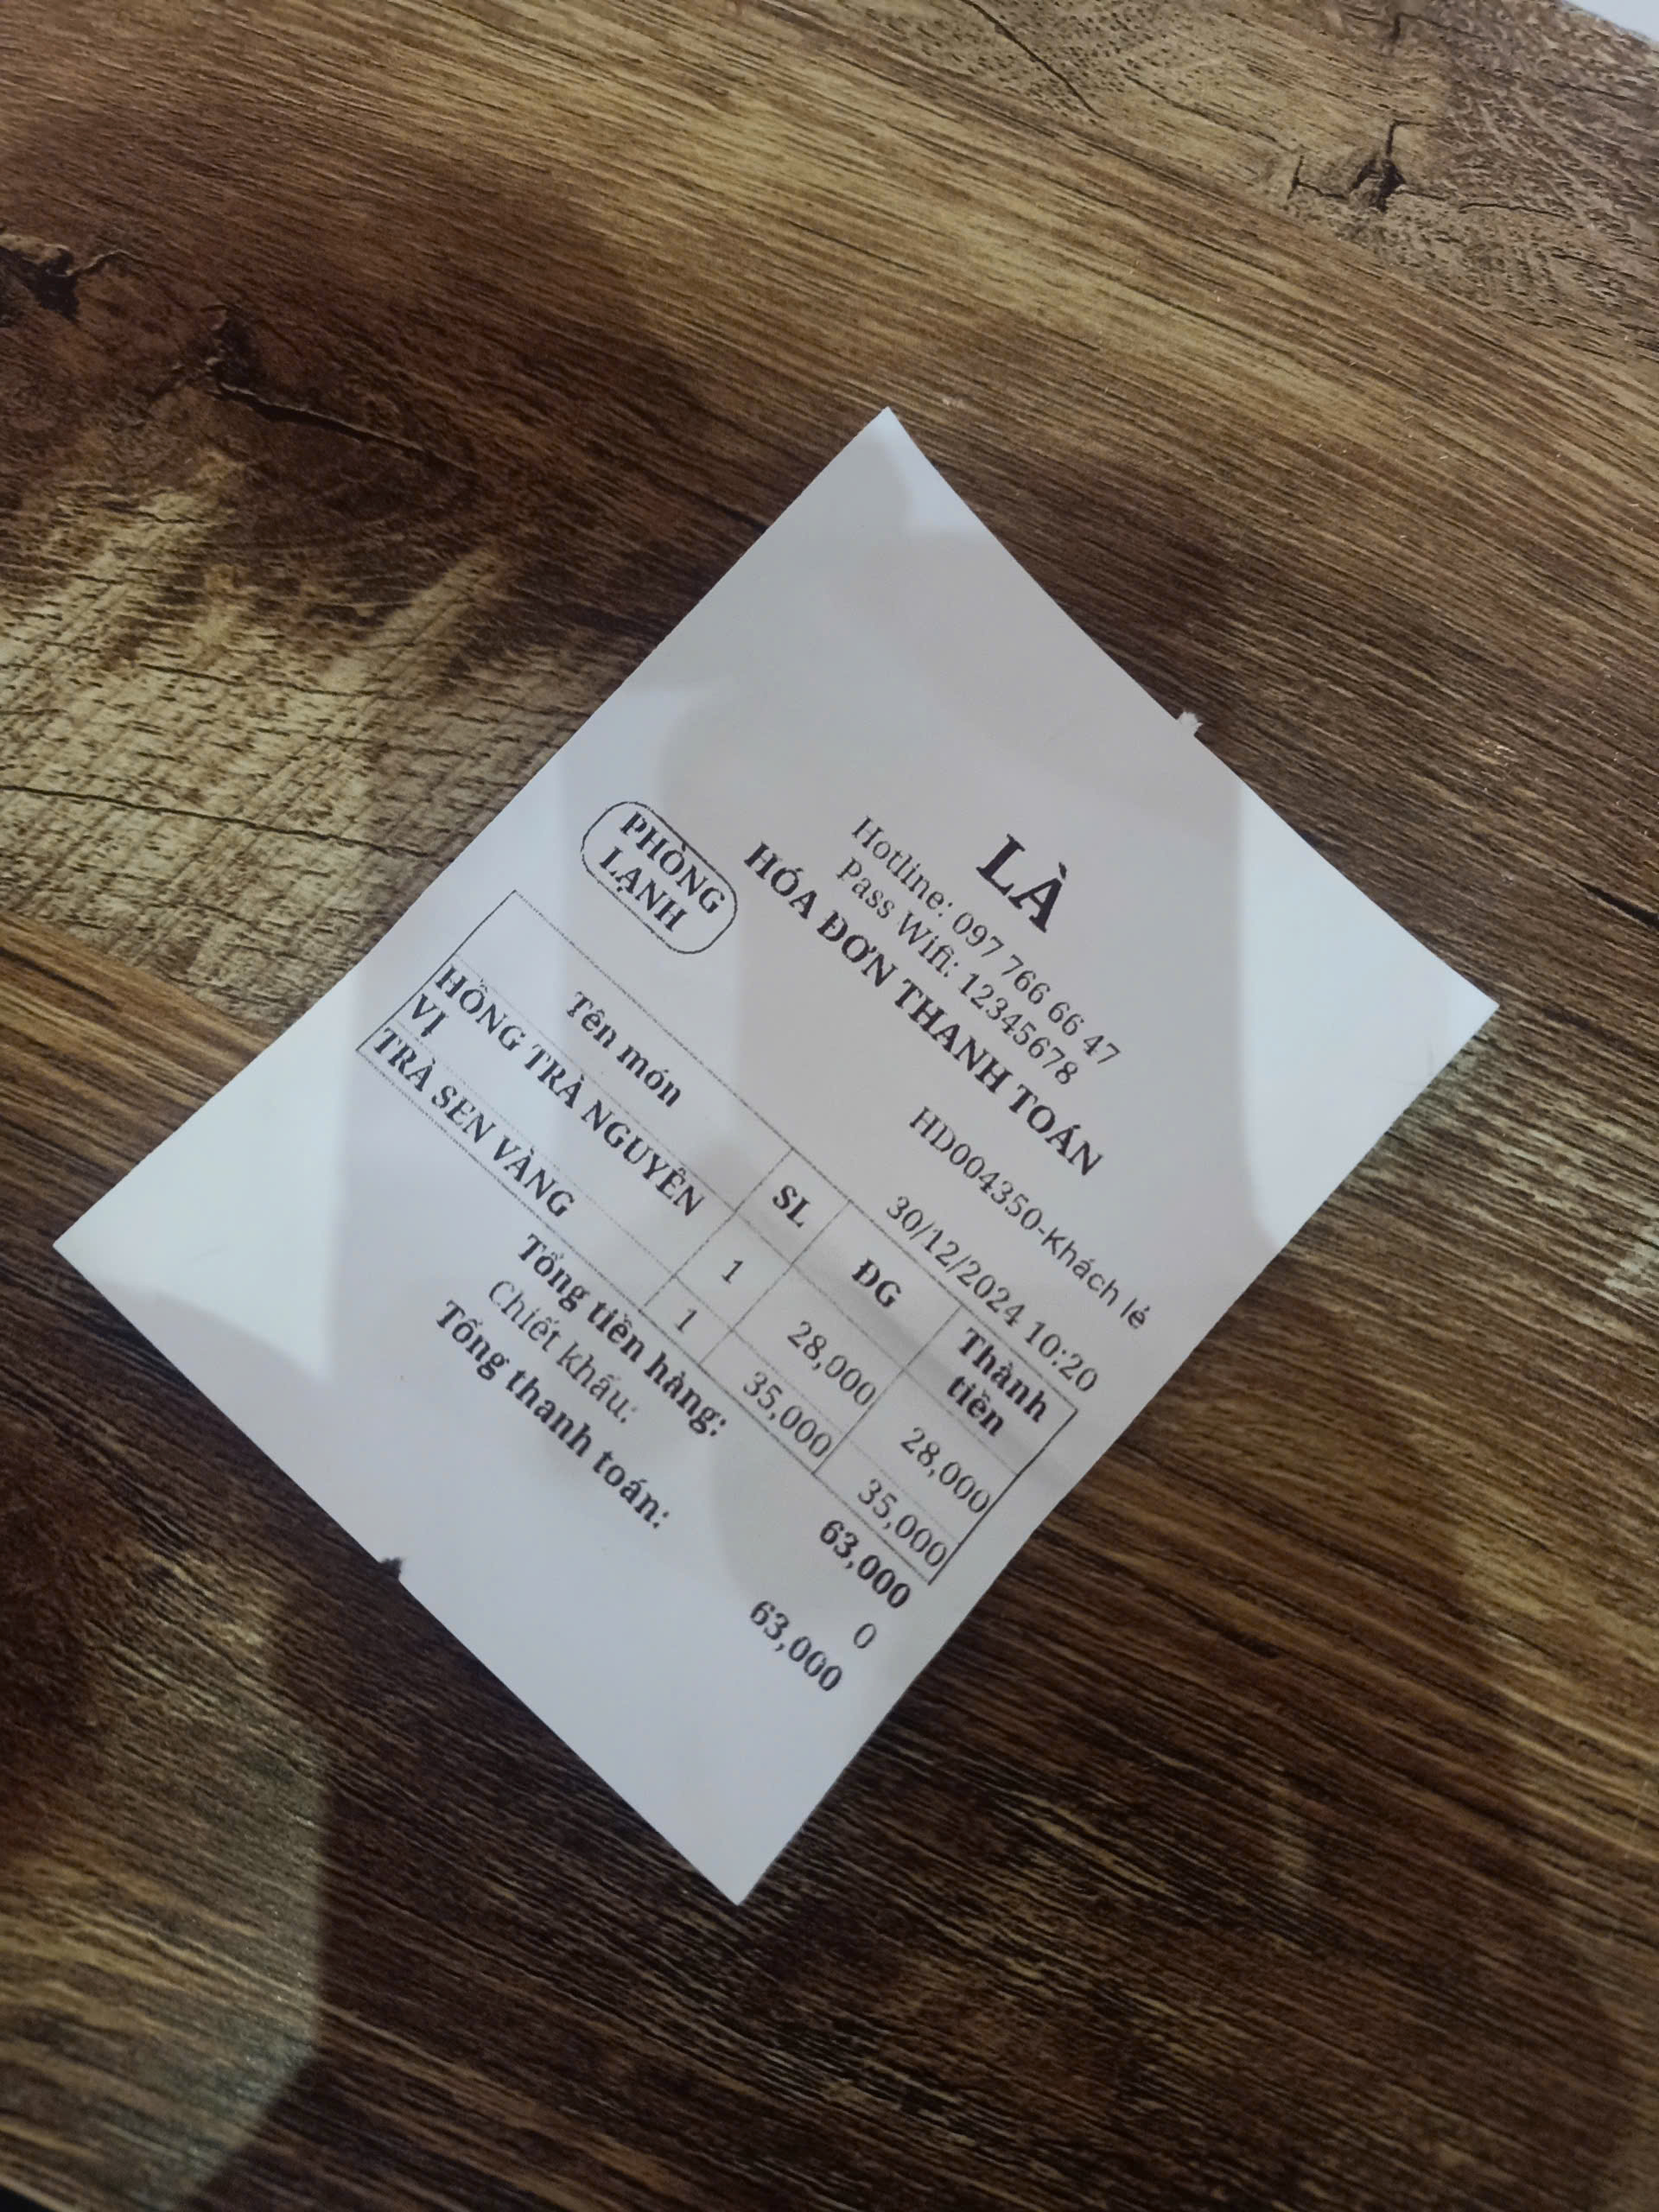 LÀ
Hotline: 097 766 66 47
Pass Wifi: 12345678
HÓA ĐƠN THANH TOÁN
PHÒNG
LẠNH
HD004350-Khách lẻ
30/12/2024 10:20
Tên món SL ĐG Thành
tiền
HỒNG TRÀ NGUYÊN 1 28,000 28,000
VỊ
TRÀ SEN VÀNG 1 35,000 35,000
Tổng tiền hàng: 63,000
Chiết khấu: 0
Tổng thanh toán: 63,000